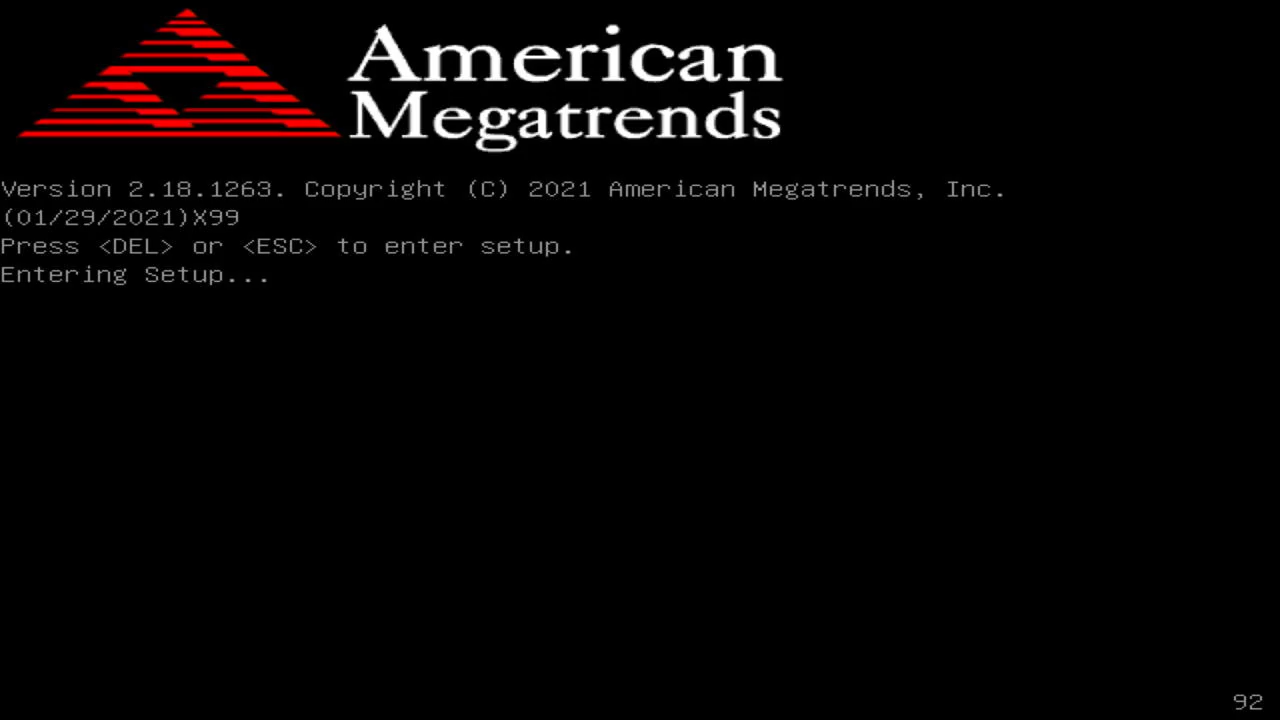 American
Megatrends
Version 2.18.1263. Copyright (C) 2021 American Megatrends, Inc.
(01/29/2021)X99
Press <DEL> or <ESC> to enter setup.
Entering Setup...
92